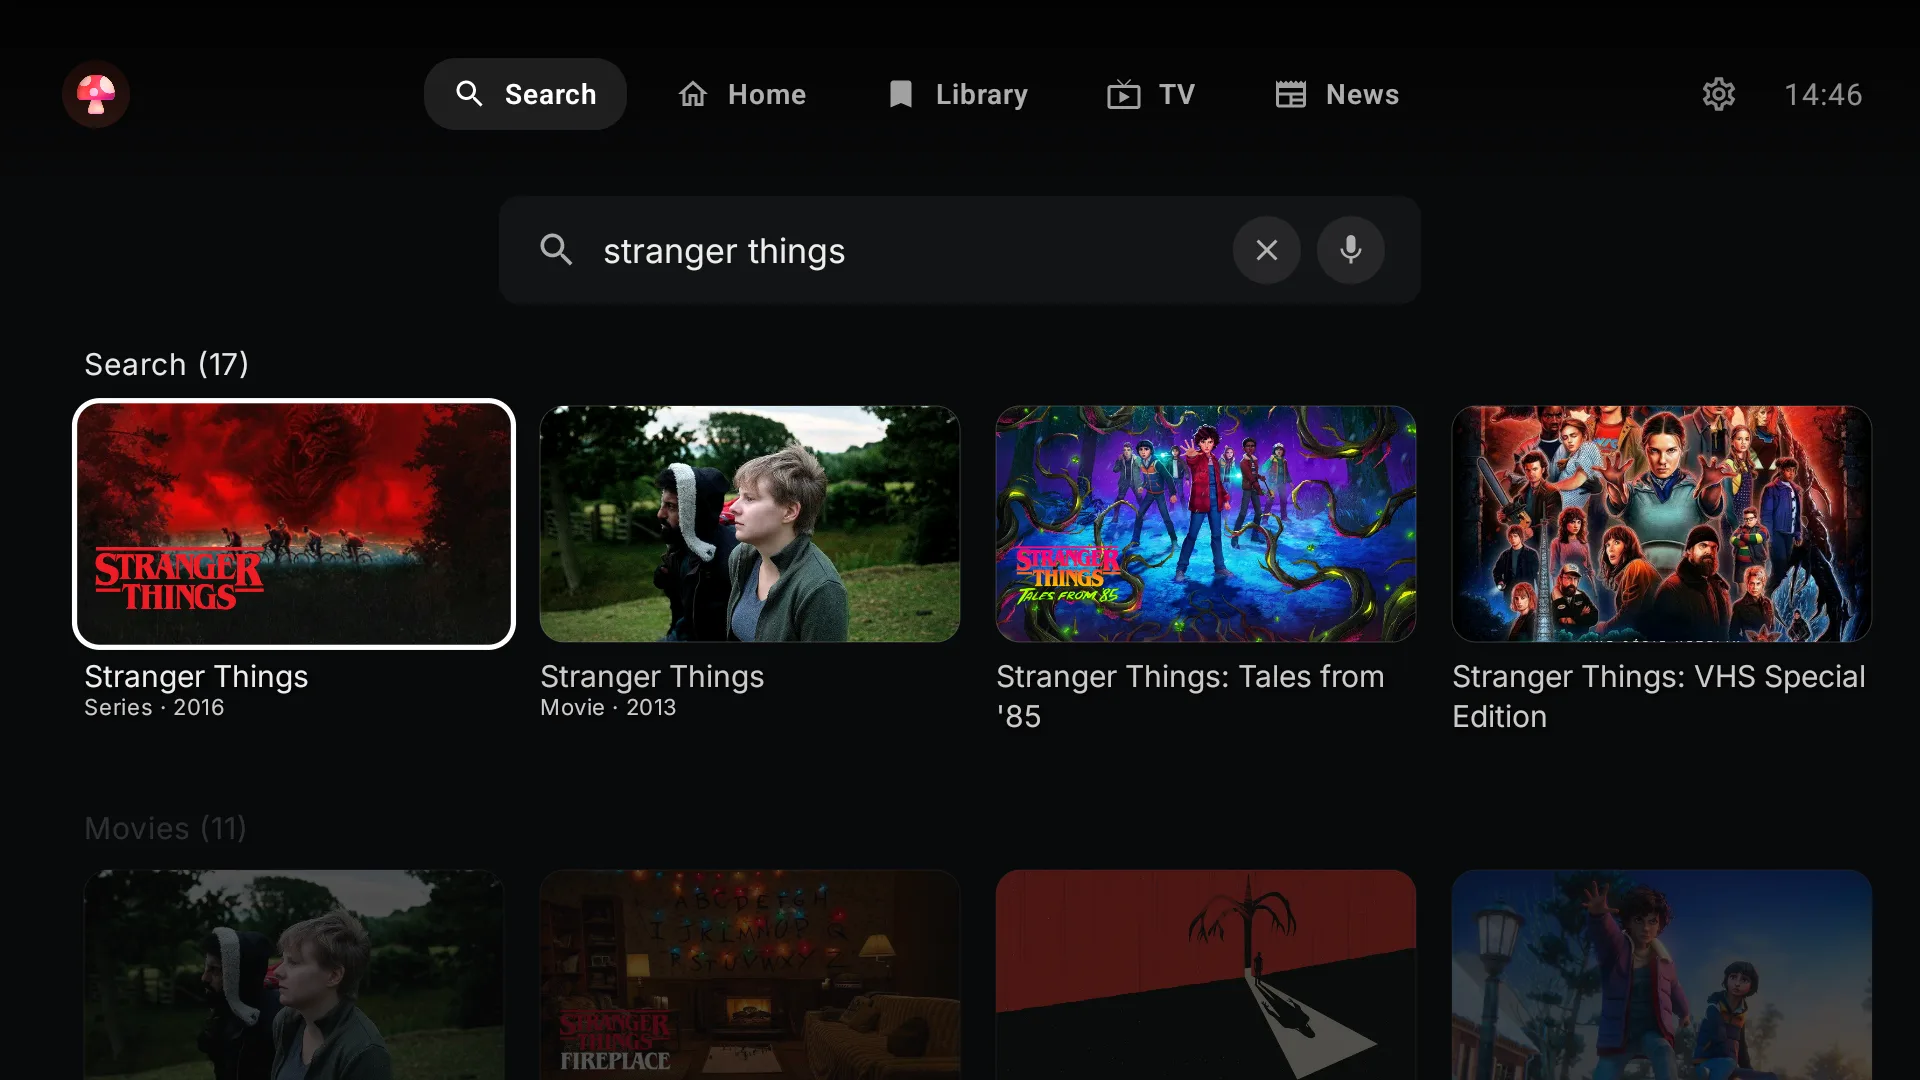 Search
Home
Library
TV
News
14:46
stranger things
Search (17)
STRANGER
THINGS
STRANGER
THINGS
TALES FROM '85
Stranger Things
Series · 2016
Stranger Things
Movie · 2013
Stranger Things: Tales from
'85
Stranger Things: VHS Special
Edition
Movies (11)
A B C D E F G H
I J K L M N O P Q
R S T U V W X Y Z
STRANGER
THINGS
FIREPLACE